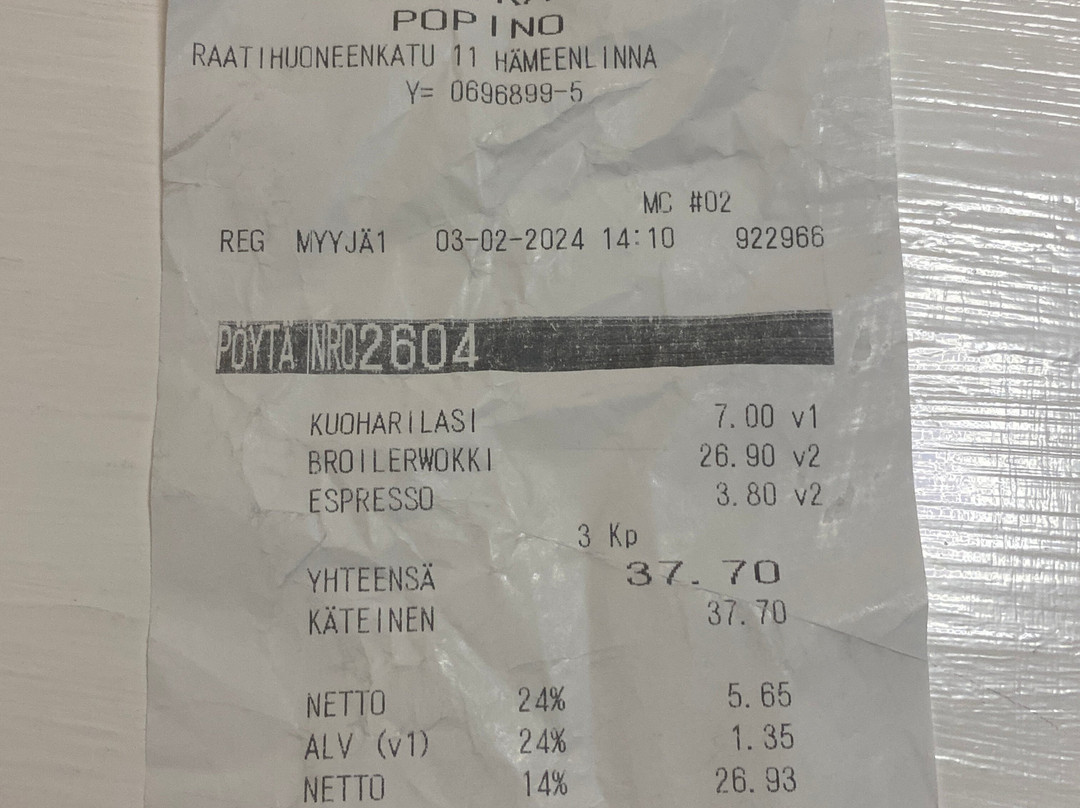 POPINO
RAATIHUONEENKATU 11 HÄMEENLINNA
Y= 0696899-5
MC #02
REG MYYJÄ1 03-02-2024 14:10 922966
PÖYTÄ NRO2604
KUOHARILASI 7.00 v1
BROILERWOKKI 26.90 v2
ESPRESSO 3.80 v2
3 Kp
YHTEENSÄ 37.70
KÄTEINEN 37.70
NETTO 24% 5.65
ALV (v1) 24% 1.35
NETTO 14% 26.93